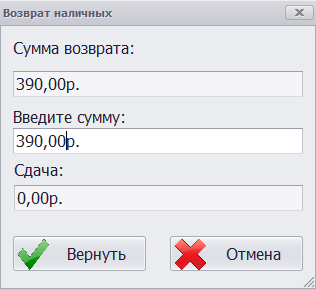 Возврат наличных
Сумма возврата:
390,00р.
Введите сумму:
390,00р.
Сдача:
0,00р.
Вернуть
Отмена